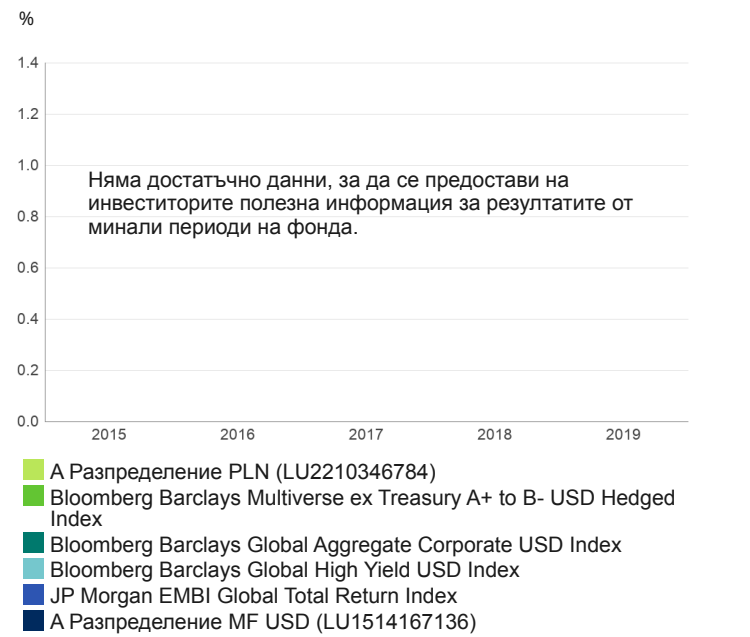 %
1.4
1.2
1.0
Няма достатъчно данни, за да се предостави на
инвеститорите полезна информация за резултатите от
минали периоди на фонда.
0.8
0.6
0.4
0.2
0.0
2015 2016 2017 2018 2019
А Разпределение PLN (LU2210346784)
Bloomberg Barclays Multiverse ex Treasury A+ to B- USD Hedged
Index
Bloomberg Barclays Global Aggregate Corporate USD Index
Bloomberg Barclays Global High Yield USD Index
JP Morgan EMBI Global Total Return Index
А Разпределение MF USD (LU1514167136)